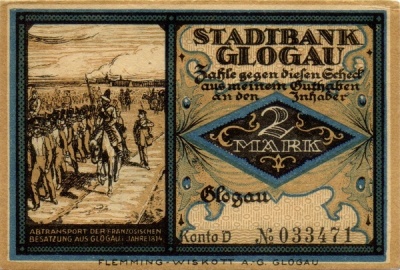 STADTBANK
GLOGAU
Zahle gegen diesen Scheck
aus meinem Guthaben
an den Inhaber
2
MARK
Glogau
Konto D № 033471
ABTRANSPORT DER FRANZÖSISCHEN
BESATZUNG AUS GLOGAU i. JAHRE 1814
FLEMMING-WISKOTT A.-G. GLOGAU